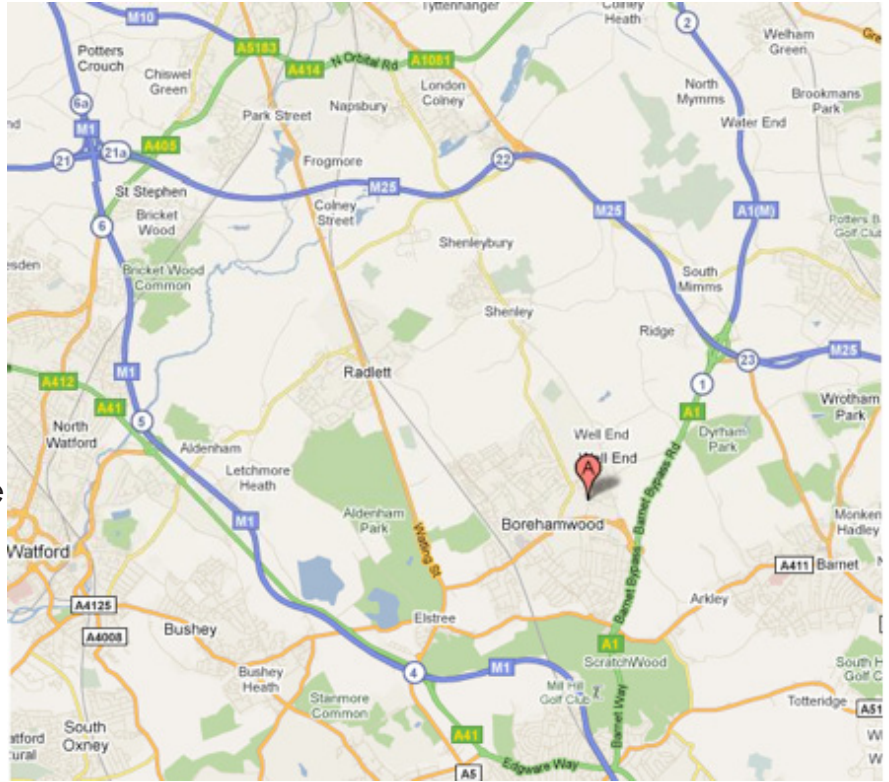 Tyttenhanger
Colney
Heath
M10
2
Welham
Green
Gre
A5183
Potters
Crouch
N Orbital Rd
A1081
A414
Chiswel
Green
London
Colney
North
Mymms
Brookmans
Park
6a
Napsbury
Park Street
M1
Water End
nd
A405
21
21a
Frogmore
22
M25
St Stephen
Colney
Street
M25
A1(M)
Bricket
Wood
6
Potters B
Golf Clu
Shenleybury
esden
Bricket Wood
Common
South
Mimms
Shenley
Ridge
M25
23
M1
Radlett
A412
1
A41
A1
Wrotham
Park
North
Watford
5
Dyrham
Park
Well End
Well End
Aldenham
A
Letchmore
Heath
e
Aldenham
Park
M1
Borehamwood
Barnet Bypass Rd
Monken
Hadley
Watling St
Watford
Barnet Bypass
A411
Barnet
A4125
Arkley
Elstree
Bushey
A4008
A1
ScratchWood
Bushey
Heath
4
M1
Mill Hill
Golf Club
South H
Golf C
Stanmore
Common
Totteridge
A51
South
Oxney
atford
ural
A41
Barnet Way
W
Edgware Way
A5
W